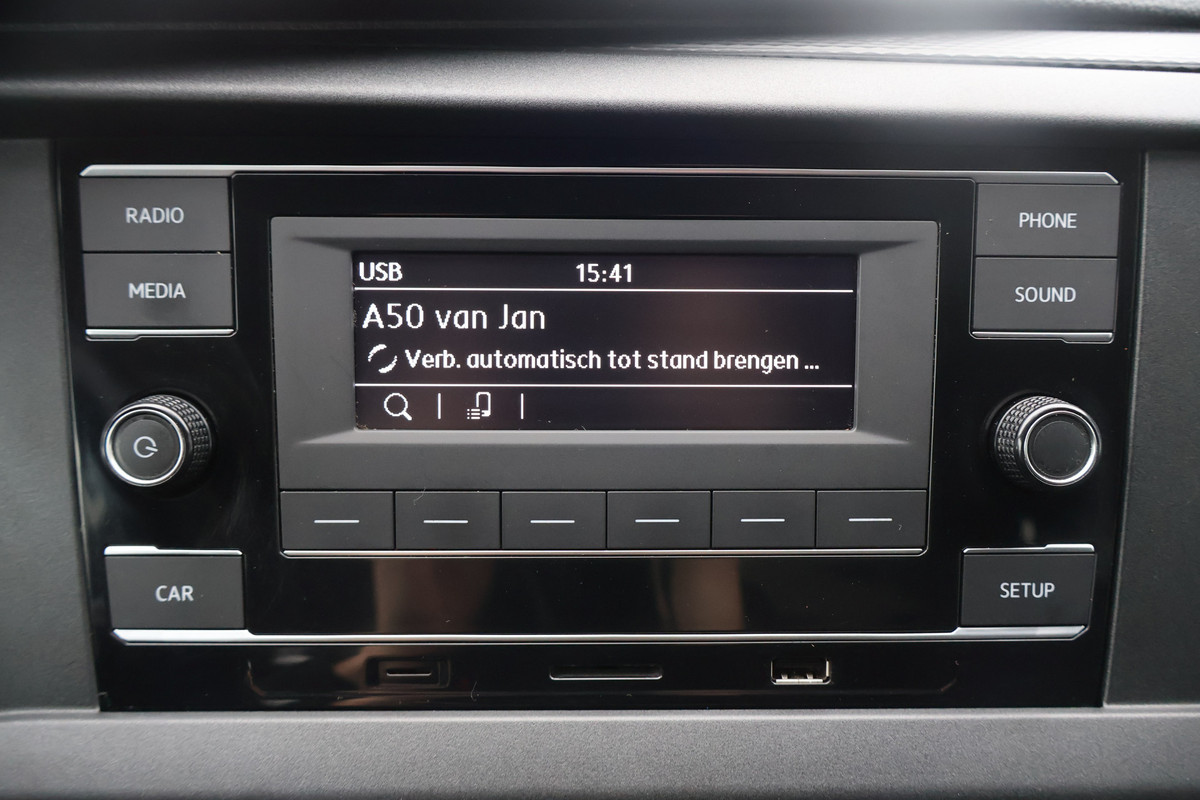 RADIO
MEDIA
USB 15:41
A50 van Jan
Verb. automatisch tot stand brengen ...
PHONE
SOUND
CAR
SETUP